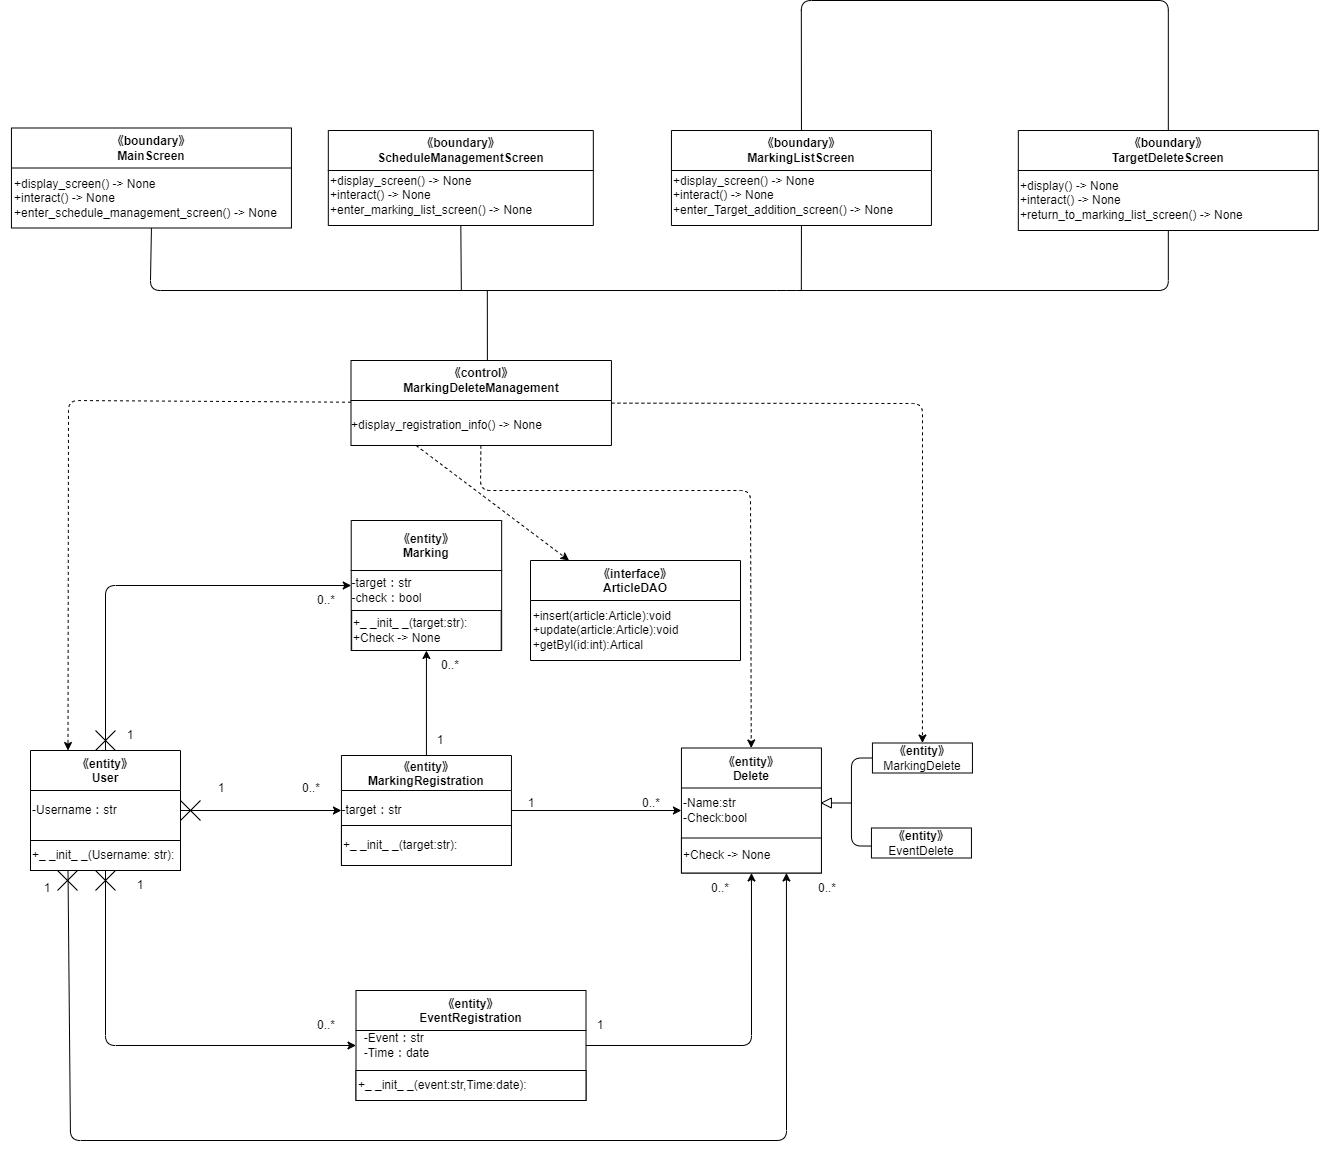 《boundary》
MainScreen
+display_screen() -> None
+interact() -> None
+enter_schedule_management_screen() -> None
《boundary》
ScheduleManagementScreen
+display_screen() -> None
+interact() -> None
+enter_marking_list_screen() -> None
《boundary》
MarkingListScreen
+display_screen() -> None
+interact() -> None
+enter_Target_addition_screen() -> None
《boundary》
TargetDeleteScreen
+display() -> None
+interact() -> None
+return_to_marking_list_screen() -> None
《control》
MarkingDeleteManagement
+display_registration_info() -> None
《entity》
Marking
-target：str
-check：bool
+_ _init_ _(target:str):
+Check -> None
0..*
0..*
《interface》
ArticleDAO
+insert(article:Article):void
+update(article:Article):void
+getByI(id:int):Artical
1
1
《entity》
User
-Username：str
+_ _init_ _(Username: str):
1
0..*
《entity》
MarkingRegistration
-target：str
+_ _init_ _(target:str):
1
0..*
《entity》
Delete
-Name:str
-Check:bool
+Check -> None
《entity》
MarkingDelete
《entity》
EventDelete
1
1
0..*
0..*
0..*
《entity》
EventRegistration
-Event：str
-Time：date
+_ _init_ _(event:str,Time:date):
1